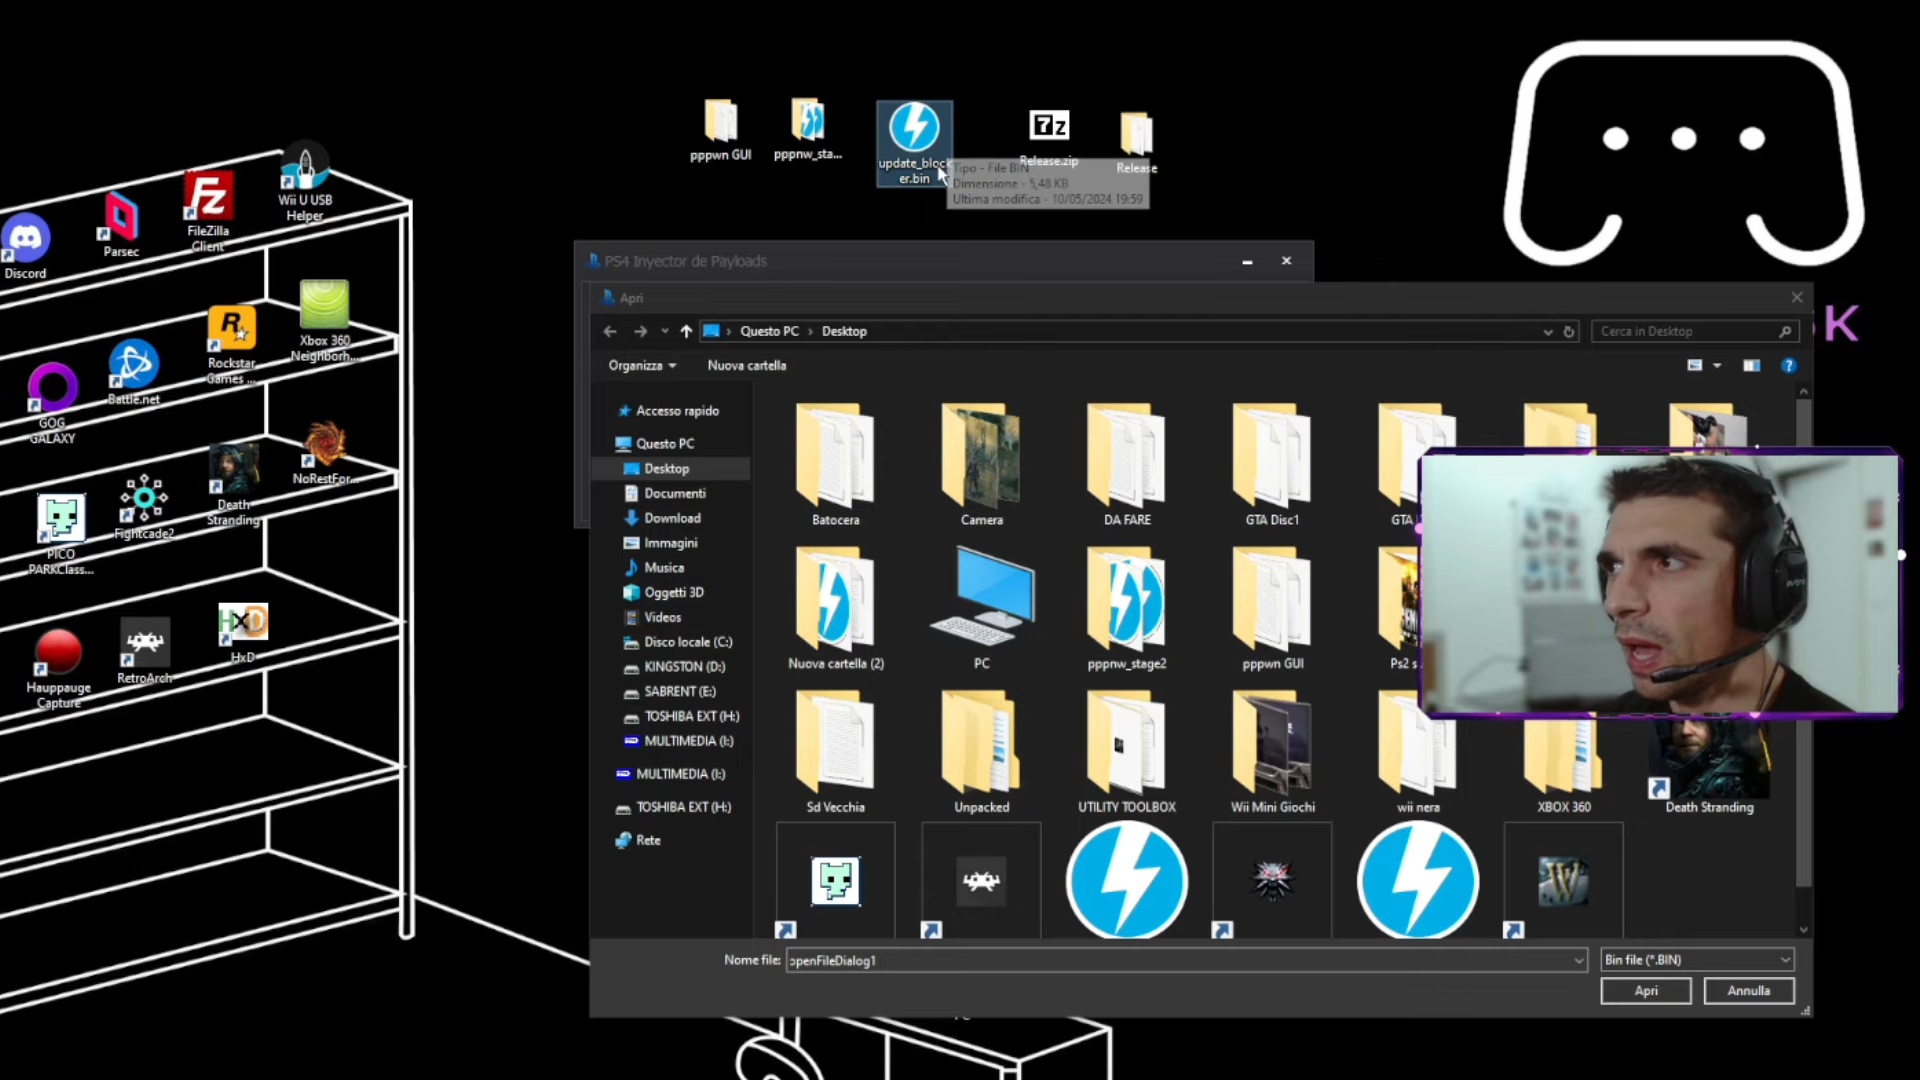 pppwn GUI
pppnw_sta...
update_block
er.bin
Release.zip
Release
Tipo - File BIN
Dimensione - 5,48 KB
Ultima modifica - 10/05/2024 19:59
Wii U USB
Helper
FileZilla
Client
Parsec
Discord
Xbox 360
Neighborh...
Rockstar
Games ...
Battle.net
GOG
GALAXY
NoRestFor...
Death
Stranding
Fightcade2
PICO
PARKClass...
HxD
RetroArch
Hauppauge
Capture
K
PS4 Inyector de Payloads
Apri
Questo PC
Desktop
Cerca in Desktop
Organizza
Nuova cartella
Accesso rapido
Questo PC
Desktop
Documenti
Download
Immagini
Musica
Oggetti 3D
Videos
Disco locale (C:)
KINGSTON (D:)
SABRENT (E:)
TOSHIBA EXT (H:)
MULTIMEDIA (I:)
MULTIMEDIA (I:)
TOSHIBA EXT (H:)
Rete
Batocera
Camera
DA FARE
GTA Disc1
GTA
Nuova cartella (2)
PC
pppnw_stage2
pppwn GUI
Ps2 s
Sd Vecchia
Unpacked
UTILITY TOOLBOX
Wii Mini Giochi
wii nera
XBOX 360
Death Stranding
Nome file:
openFileDialog1
Bin file (*.BIN)
Apri
Annulla